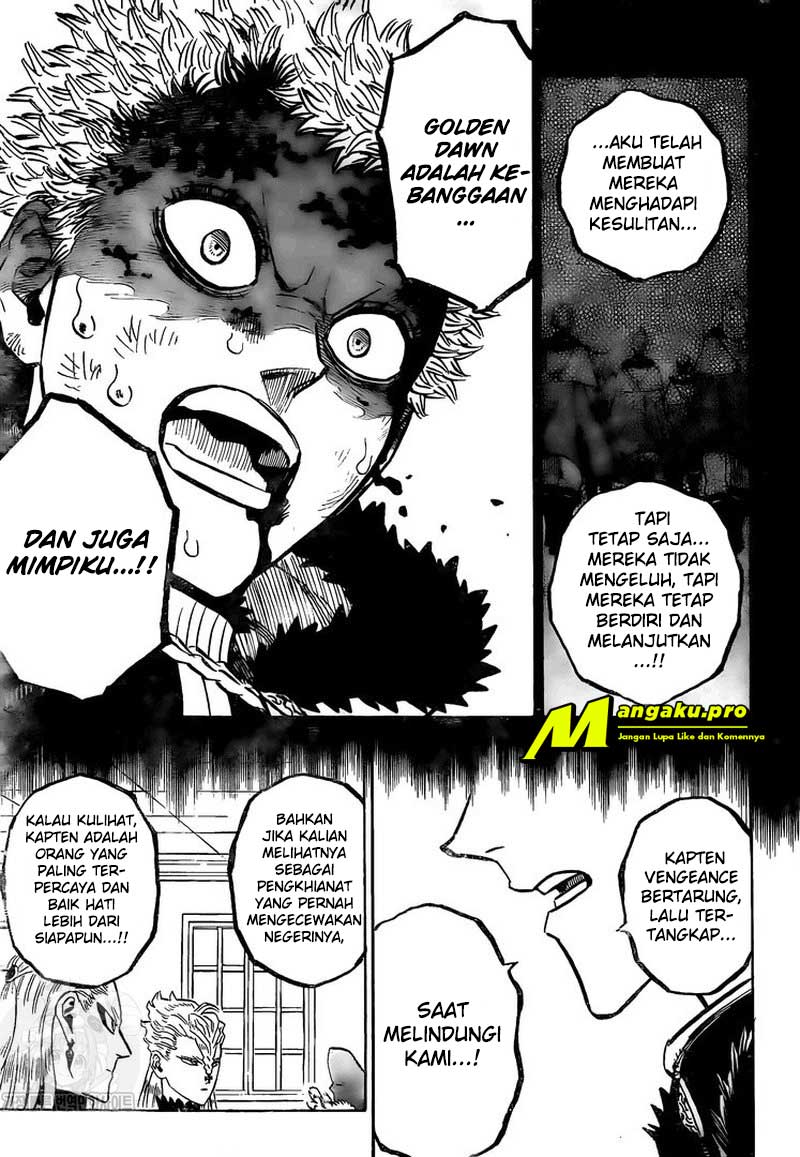 ...AKU TELAH
MEMBUAT
MEREKA
MENGHADAPI
KESULITAN...
TAPI
TETAP SAJA...
MEREKA TIDAK
MENGELUH, TAPI
MEREKA TETAP
BERDIRI DAN
MELANJUTKAN
...!!
GOLDEN
DAWN
ADALAH KE-
BANGGAAN
...
DAN JUGA
MIMPIKU...!!
Mangaku.pro
Jangan Lupa Like dan Komennya
KAPTEN
VENGEANCE
BERTARUNG,
LALU TER-
TANGKAP...
SAAT
MELINDUNGI
KAMI...!
BAHKAN
JIKA KALIAN
MELIHATNYA
SEBAGAI
PENGKHIANAT
YANG PERNAH
MENGECEWAKAN
NEGERINYA,
KALAU KULIHAT,
KAPTEN ADALAH
ORANG YANG
PALING TER-
PERCAYA DAN
BAIK HATI
LEBIH DARI
SIAPAPUN...!!